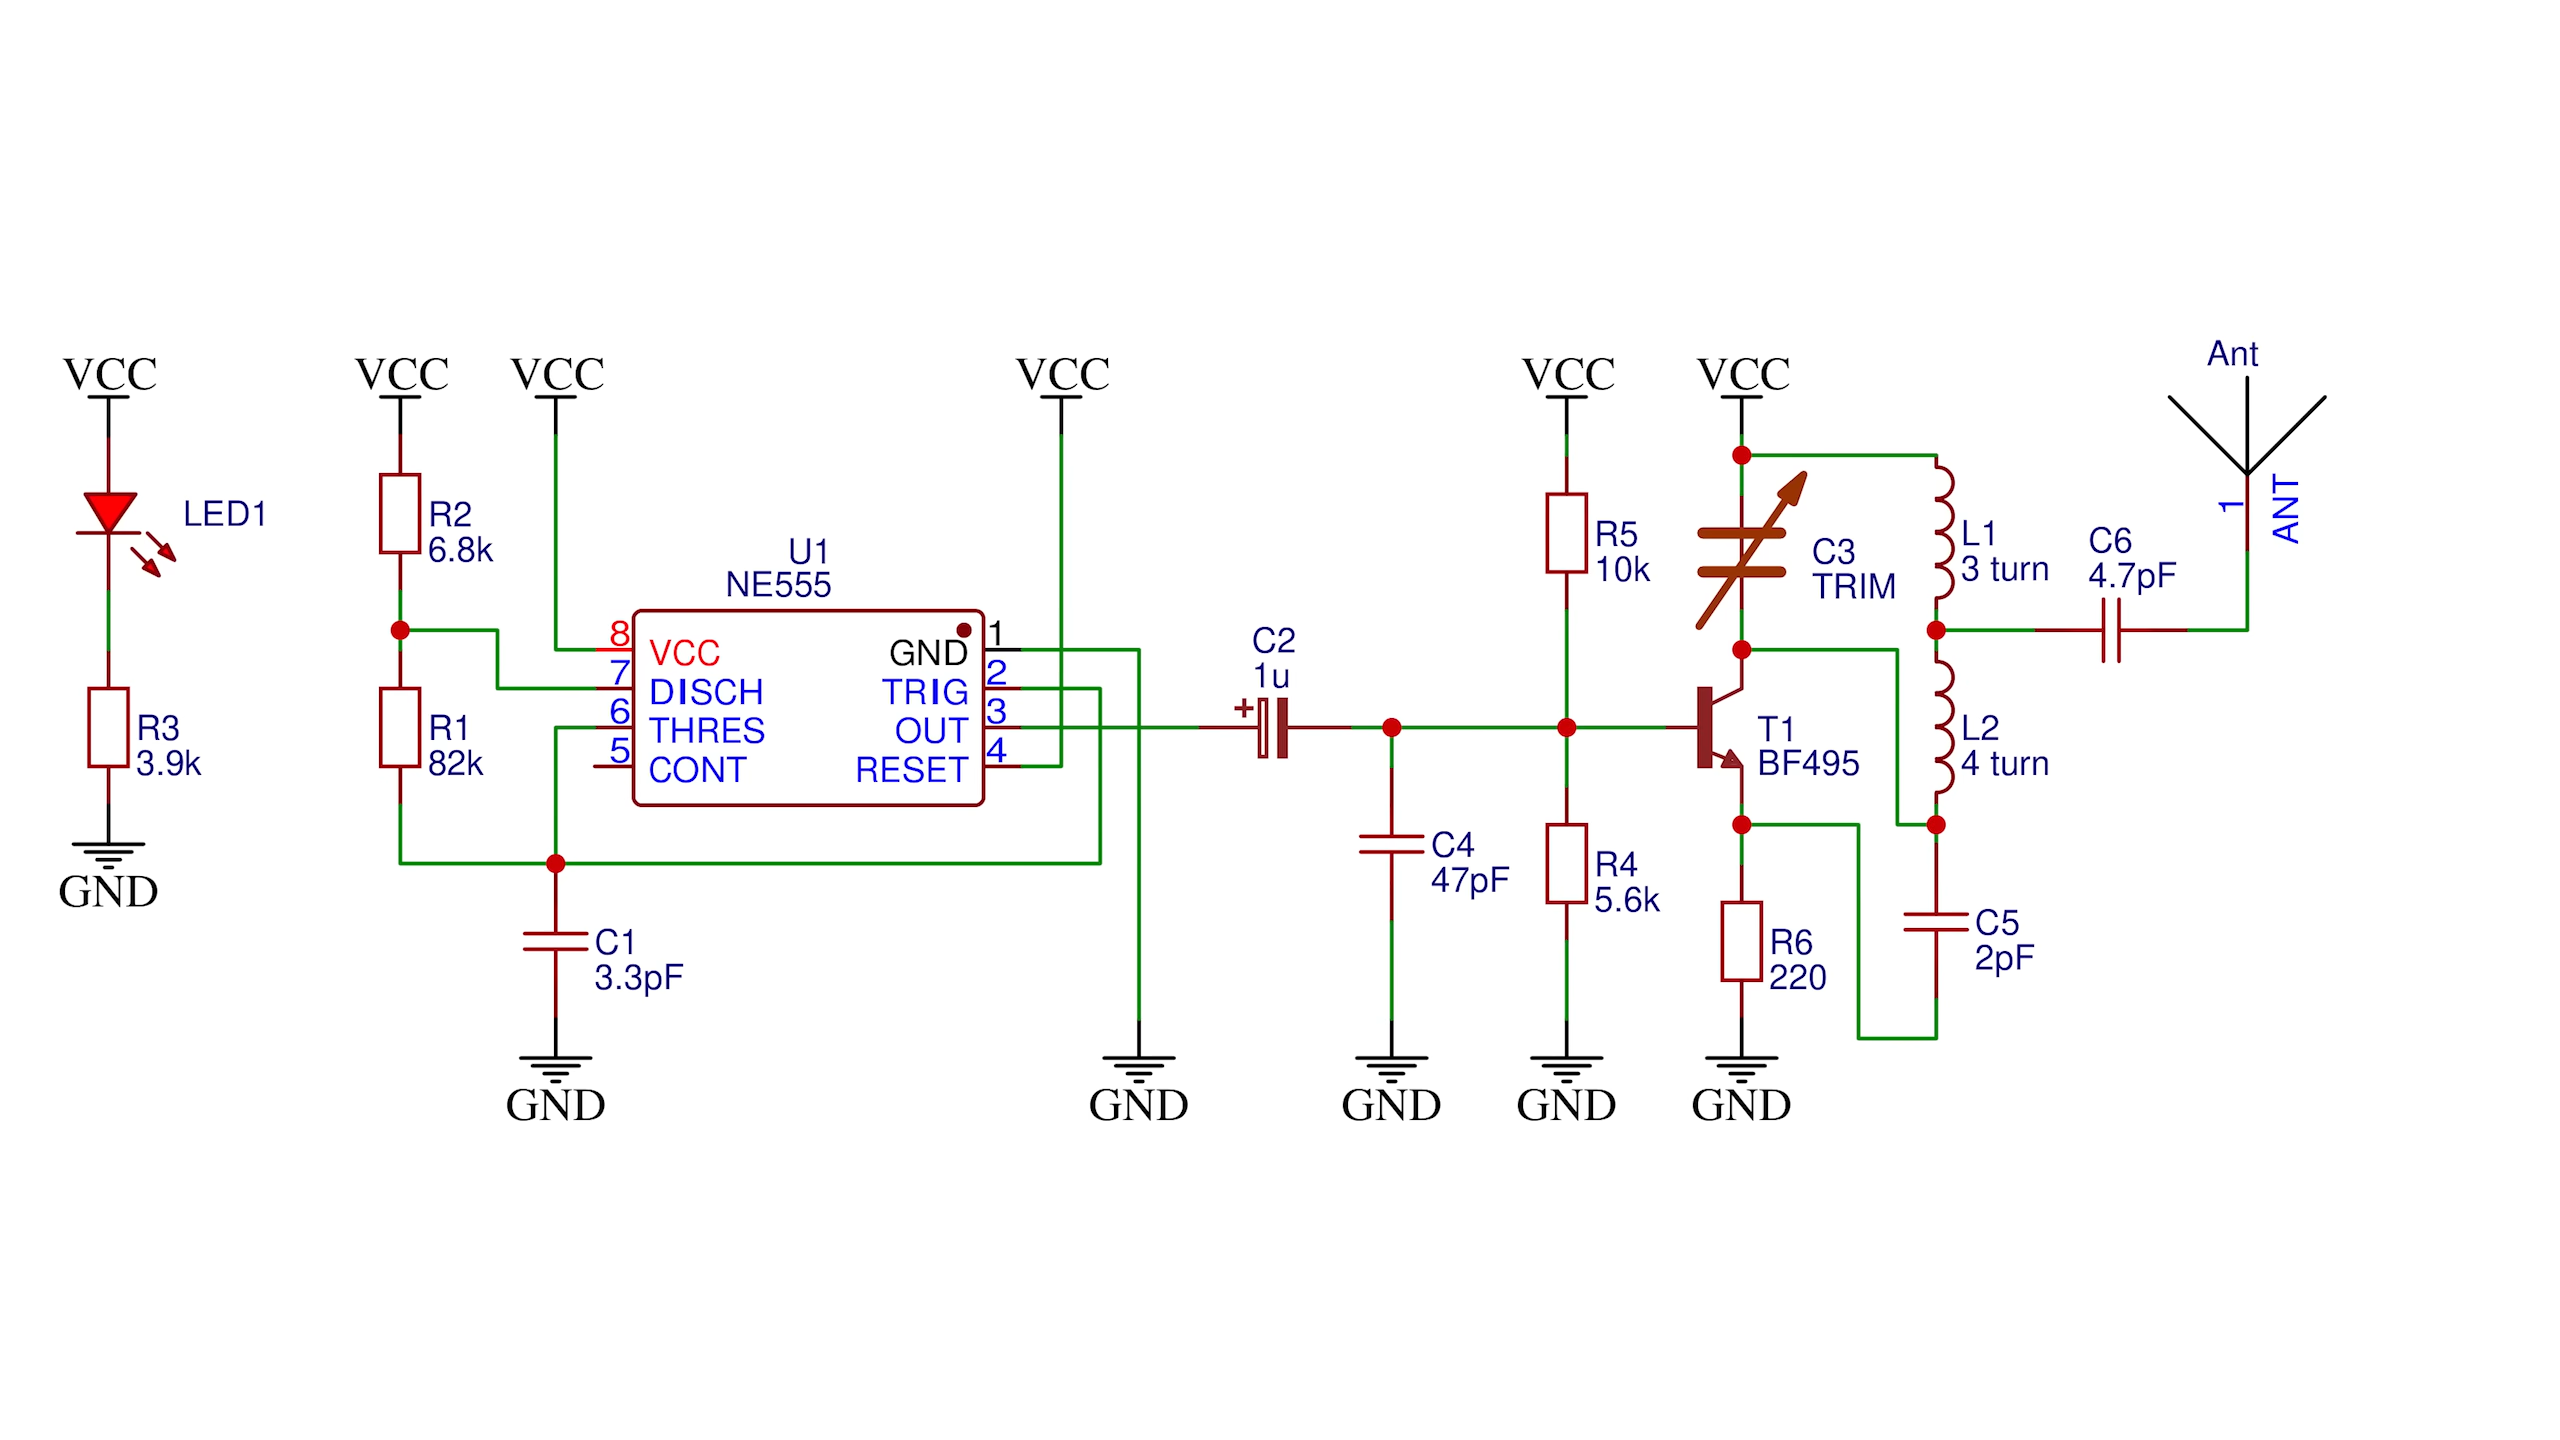 VCC
LED1
R3
3.9k
GND
VCC
R2
6.8k
R1
82k
VCC
U1
NE555
8
VCC
7
DISCH
6
THRES
5
CONT
GND
1
TRIG
2
OUT
3
RESET
4
C1
3.3pF
GND
VCC
GND
C2
1u
+
C4
47pF
GND
VCC
R5
10k
R4
5.6k
GND
VCC
C3
TRIM
T1
BF495
R6
220
GND
L1
3 turn
L2
4 turn
C5
2pF
C6
4.7pF
Ant
1
ANT